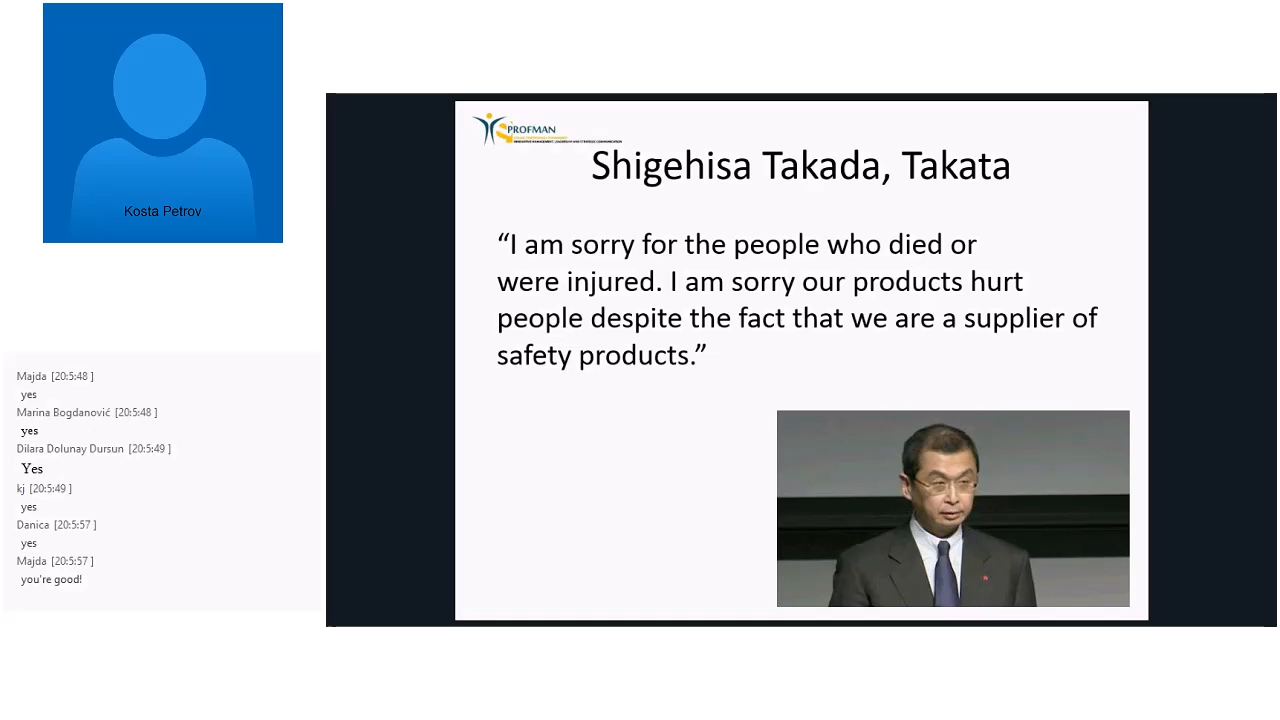 Kosta Petrov
PROFMAN
Shigehisa Takada, Takata
“I am sorry for the people who died or
were injured. I am sorry our products hurt
people despite the fact that we are a supplier of
safety products.”
Majda [20:5:48 ]
yes
Marina Bogdanović [20:5:48 ]
yes
Dilara Dolunay Dursun [20:5:49 ]
Yes
kj [20:5:49 ]
yes
Danica [20:5:57 ]
yes
Majda [20:5:57 ]
you're good!